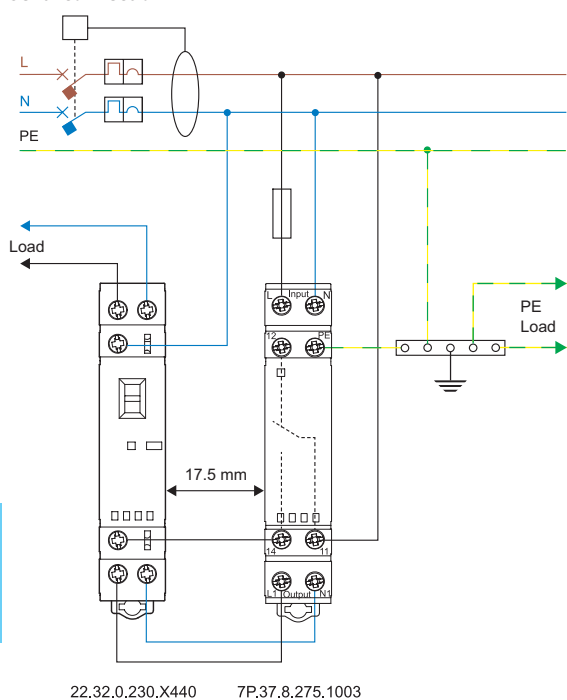 L
N
PE
Load
L Input N
12 PE
PE
Load
17.5 mm
14 11
L1 Output N1
22.32.0.230.X440 7P.37.8.275.1003